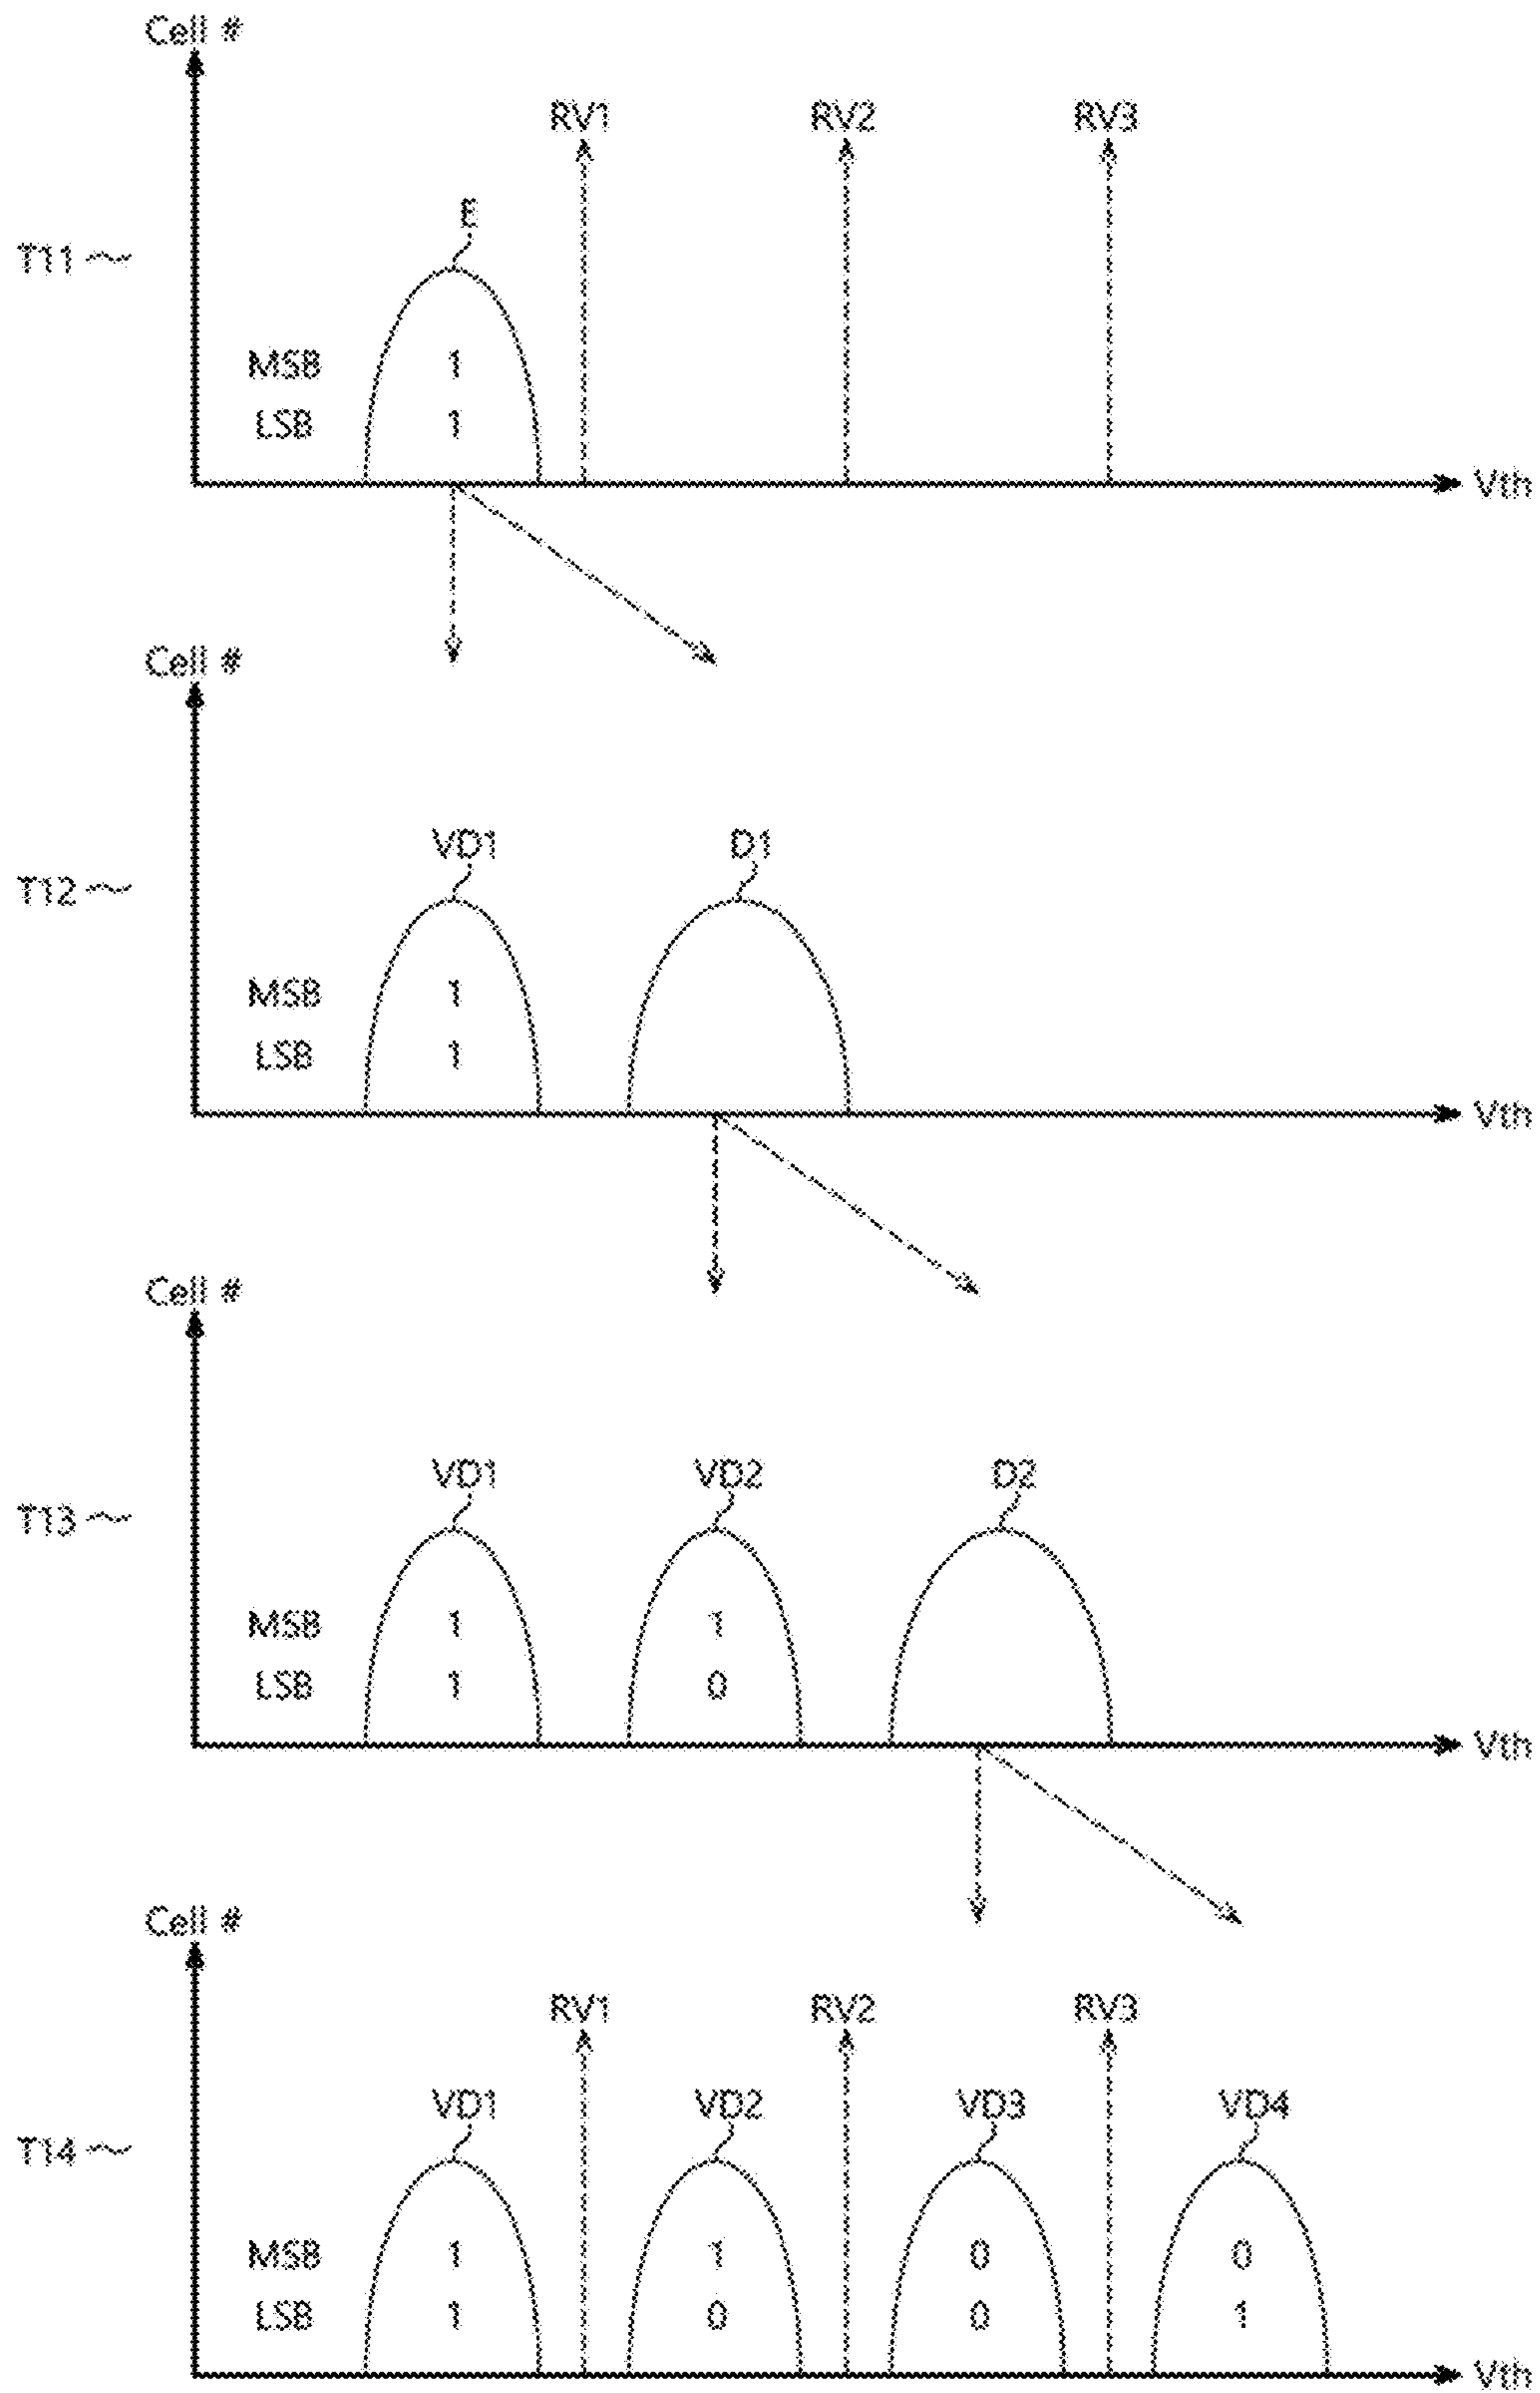 Cell #
RV1 RV2 RV3
E
T11
MSB 1
LSB 1
Vth
Cell #
VD1 D1
T12
MSB 1
LSB 1
Vth
Cell #
VD1 VD2 D2
T13
MSB 1 1
LSB 1 0
Vth
Cell #
RV1 RV2 RV3
VD1 VD2 VD3 VD4
T14
MSB 1 1 0 0
LSB 1 0 0 1
Vth